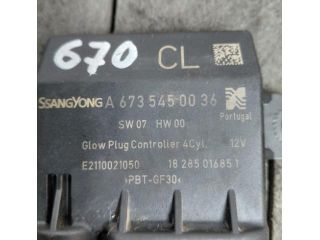 670 CL
SSANGYONG A 673 545 00 36
SW 07 HW 00 Portugal
Glow Plug Controller 4Cyl. 12V
E2110021050 18 285.01685 1
>PBT-GF30<